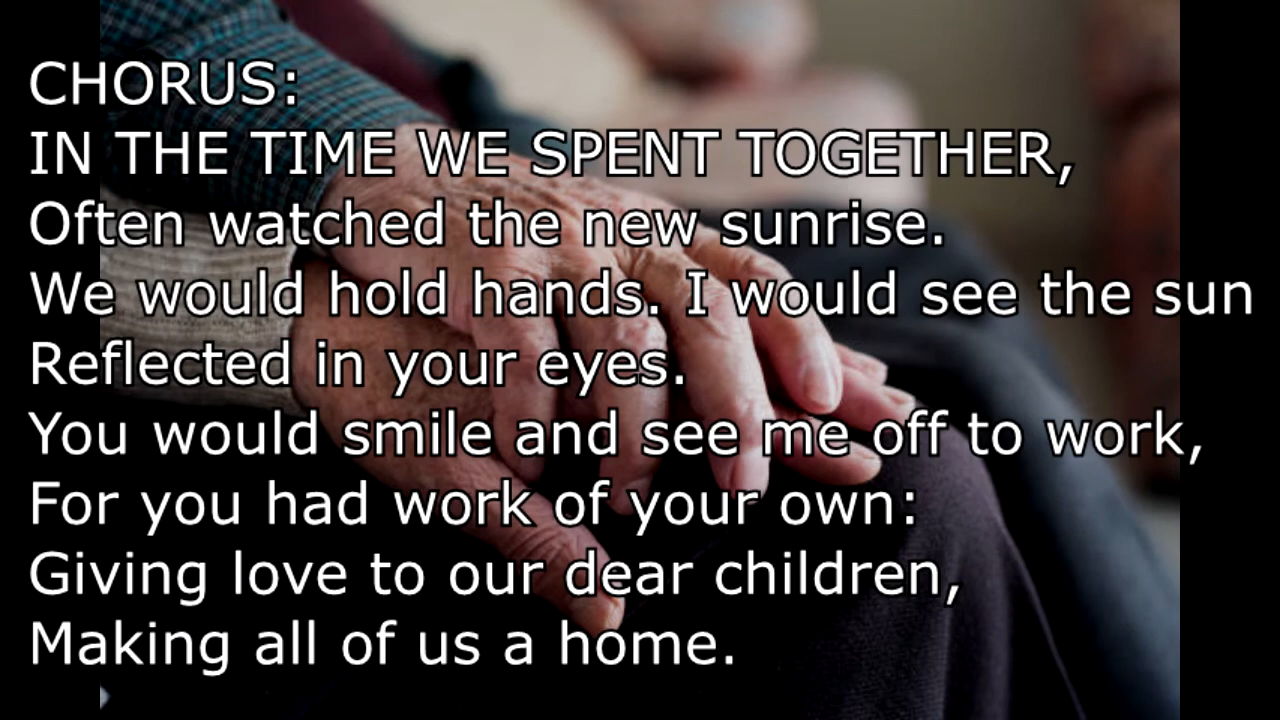 CHORUS:
IN THE TIME WE SPENT TOGETHER,
Often watched the new sunrise.
We would hold hands. I would see the sun
Reflected in your eyes.
You would smile and see me off to work,
For you had work of your own:
Giving love to our dear children,
Making all of us a home.